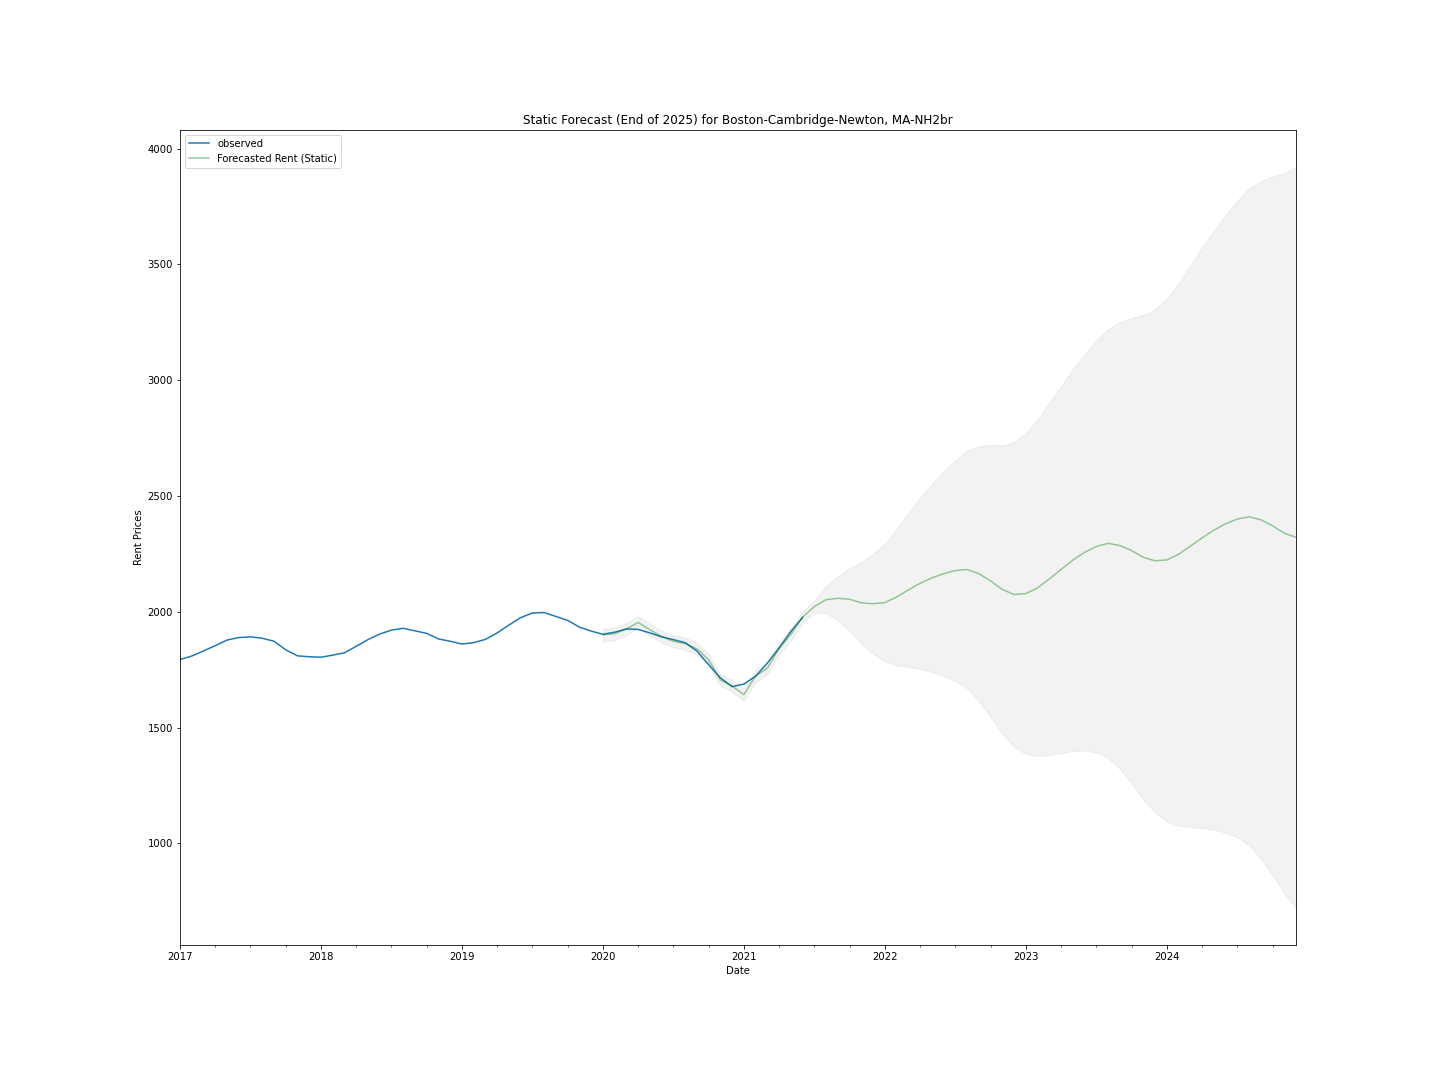 Static Forecast (End of 2025) for Boston-Cambridge-Newton, MA-NH2br
observed
Forecasted Rent (Static)
4000
3500
3000
2500
2000
1500
1000
Rent Prices
2017 2018 2019 2020 2021 2022 2023 2024
Date